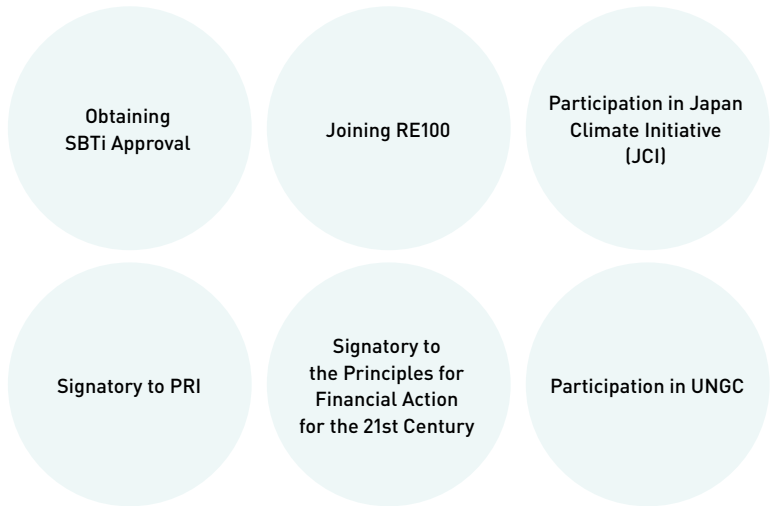 Obtaining
SBTi Approval
Joining RE100
Participation in Japan
Climate Initiative
(JCI)
Signatory to PRI
Signatory to
the Principles for
Financial Action
for the 21st Century
Participation in UNGC